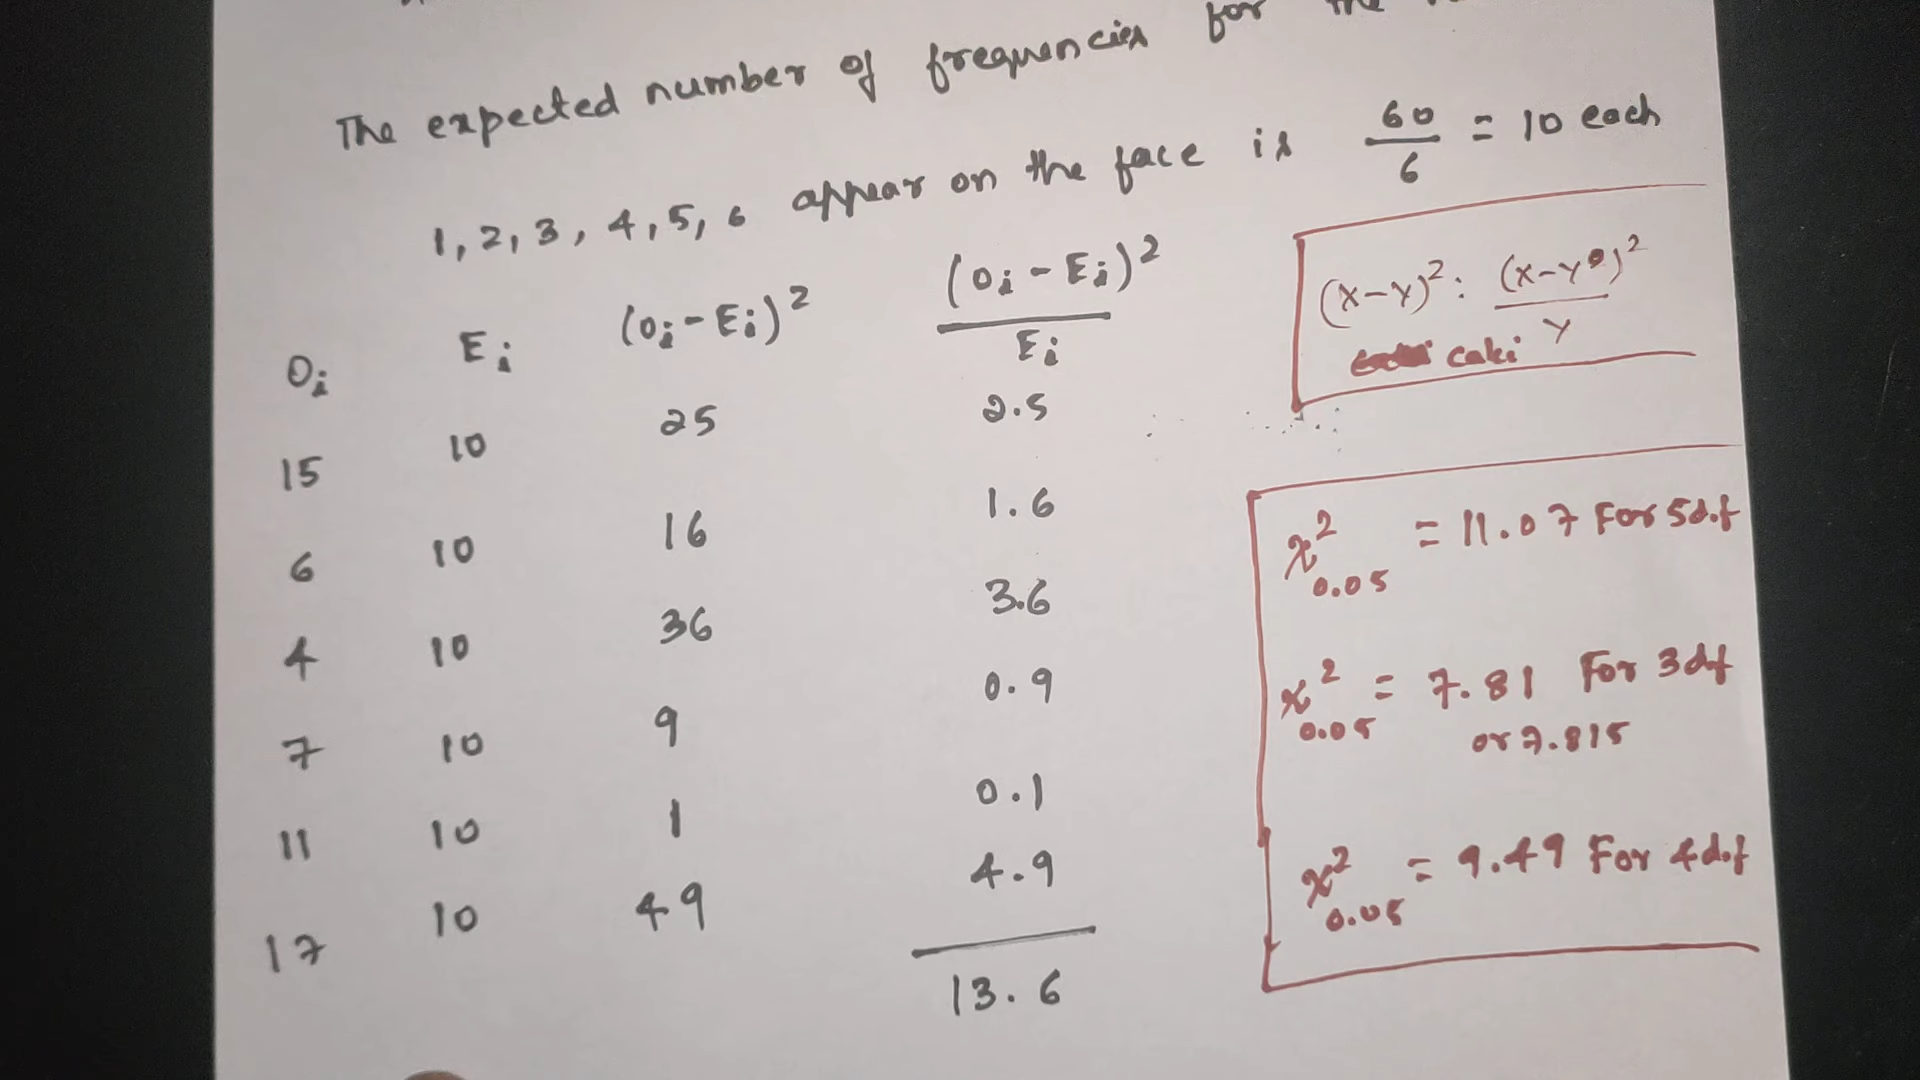 The expected number of frequencies for the
1, 2, 3, 4, 5, 6 appear on the face is 60/6 = 10 each
Oi Ei (Oi - Ei)² (Oi - Ei)²/Ei
15 10 25 2.5
6 10 16 1.6
4 10 36 3.6
7 10 9 0.9
11 10 1 0.1
17 10 49 4.9
13.6
(x-y)² : (x-y)²/y
calci
χ²0.05 = 11.07 For 5d.f
χ²0.05 = 7.81 For 3d.f
or 7.815
χ²0.05 = 9.49 For 4d.f